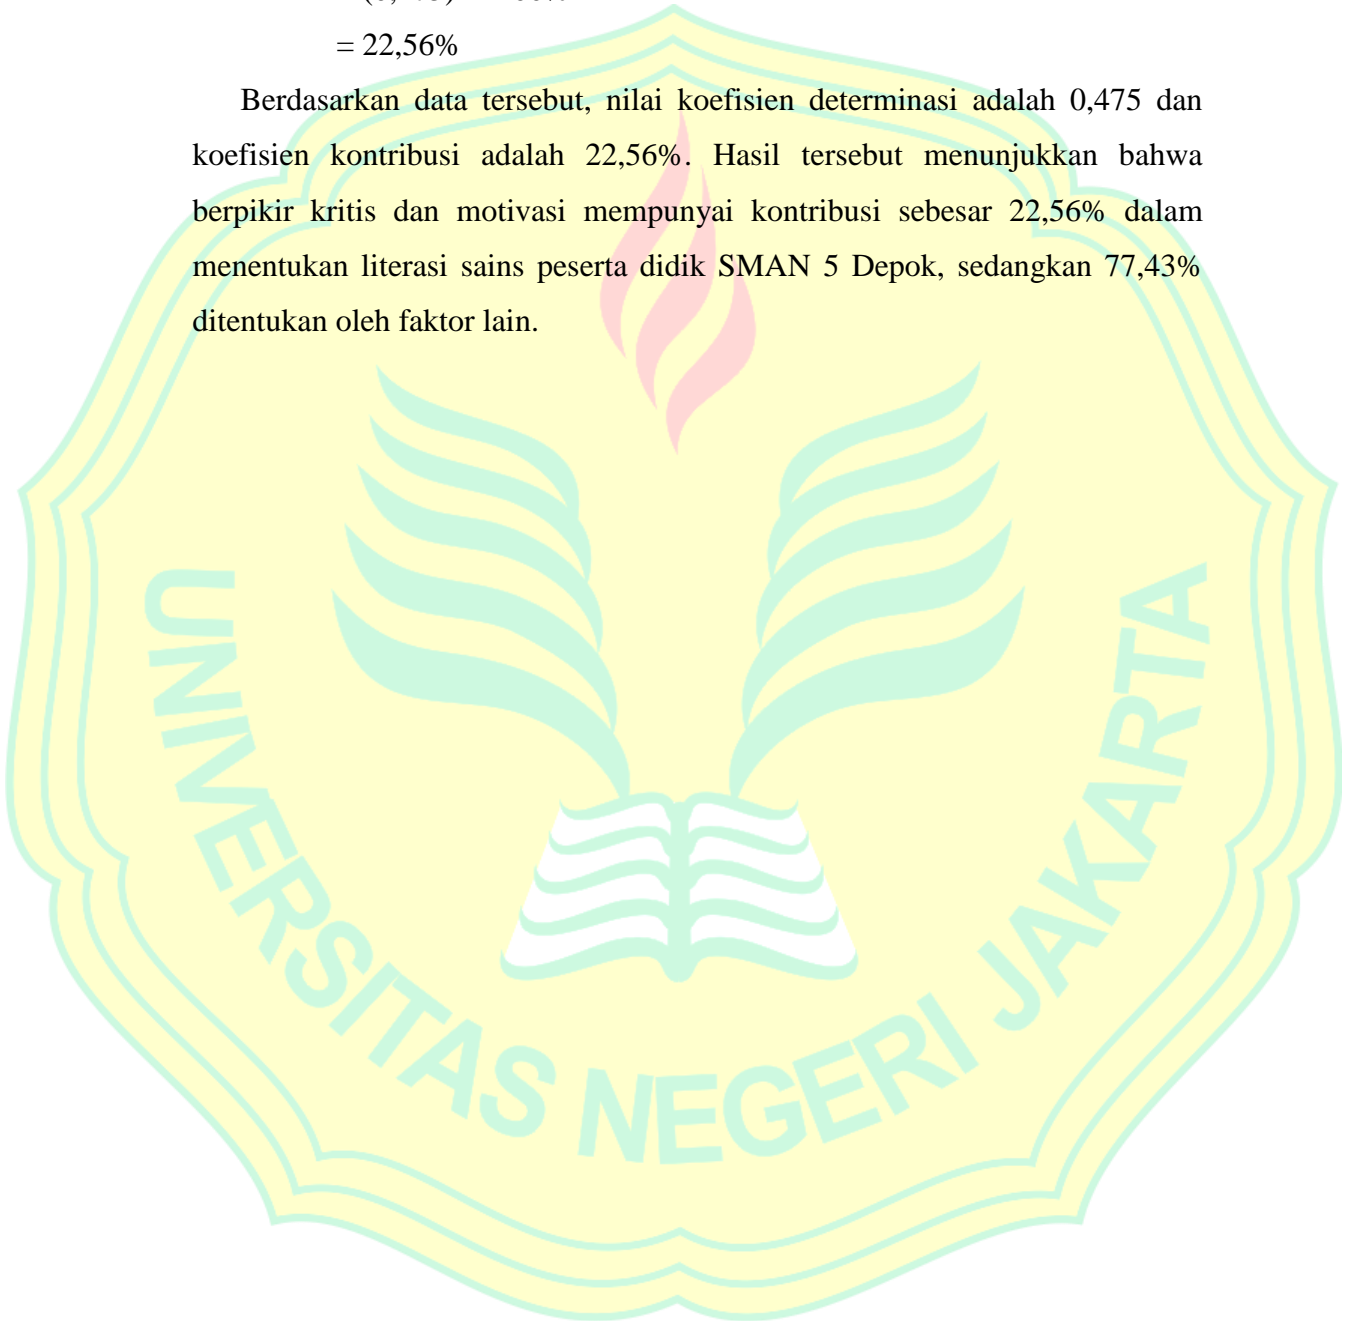 = 22,56%
Berdasarkan data tersebut, nilai koefisien determinasi adalah 0,475 dan
koefisien kontribusi adalah 22,56%. Hasil tersebut menunjukkan bahwa
berpikir kritis dan motivasi mempunyai kontribusi sebesar 22,56% dalam
menentukan literasi sains peserta didik SMAN 5 Depok, sedangkan 77,43%
ditentukan oleh faktor lain.
UNIVERSITAS NEGERI JAKARTA